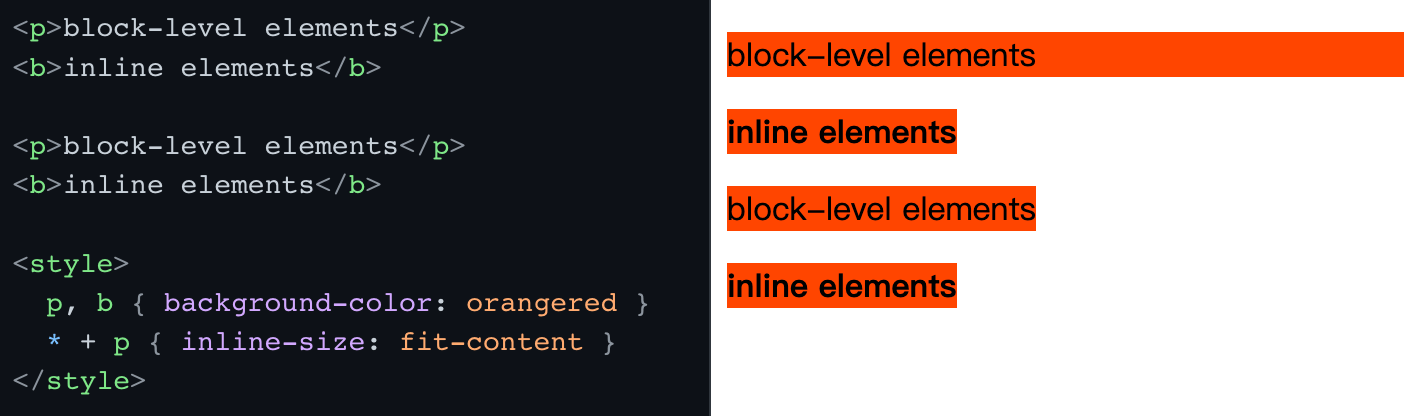 <p>block-level elements</p>
<b>inline elements</b>
<p>block-level elements</p>
<b>inline elements</b>
<style>
p, b { background-color: orangered }
* + p { inline-size: fit-content }
</style>
block-level elements
inline elements
block-level elements
inline elements